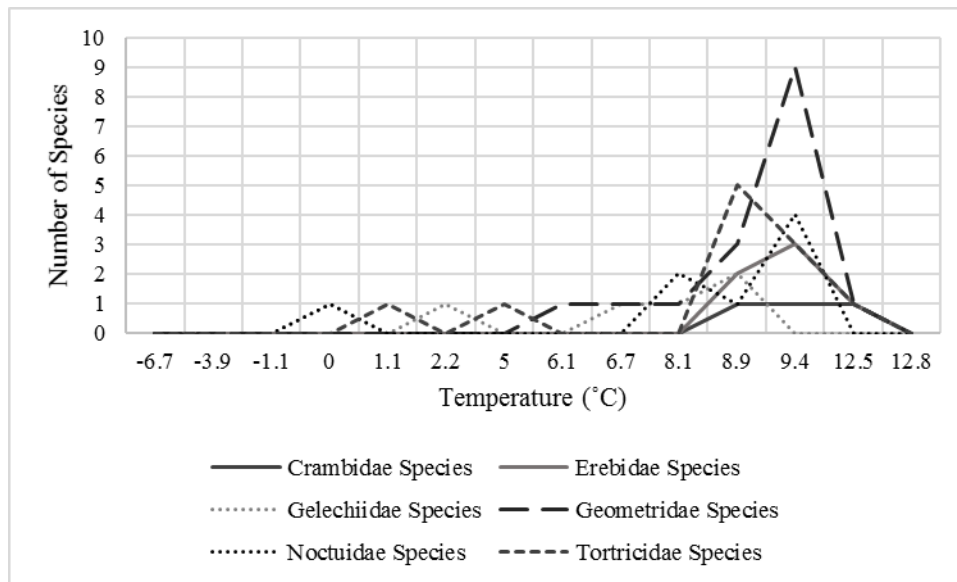 10
9
8
7
6
5
4
3
2
1
0
Number of Species
-6.7 -3.9 -1.1 0 1.1 2.2 5 6.1 6.7 8.1 8.9 9.4 12.5 12.8
Temperature (˚C)
Crambidae Species Erebidae Species
Gelechiidae Species Geometridae Species
Noctuidae Species Tortricidae Species